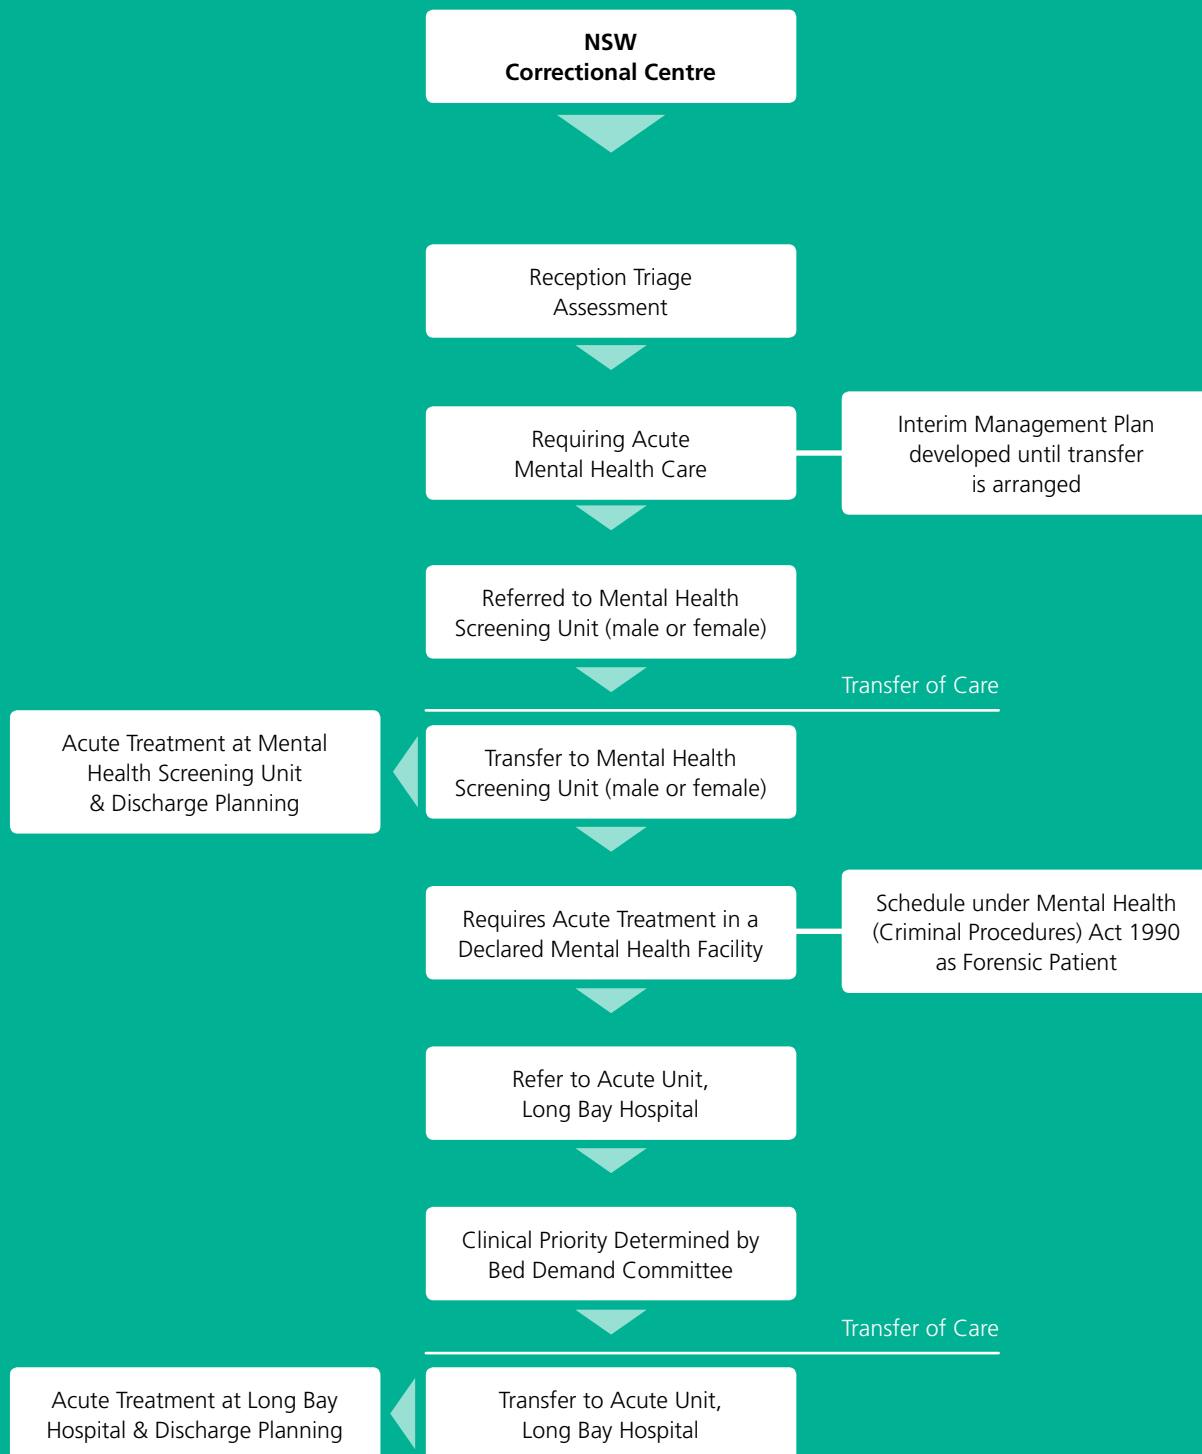 NSW
Correctional Centre
Reception Triage
Assessment
Requiring Acute
Mental Health Care
Interim Management Plan
developed until transfer
is arranged
Referred to Mental Health
Screening Unit (male or female)
Transfer of Care
Acute Treatment at Mental
Health Screening Unit
& Discharge Planning
Transfer to Mental Health
Screening Unit (male or female)
Requires Acute Treatment in a
Declared Mental Health Facility
Schedule under Mental Health
(Criminal Procedures) Act 1990
as Forensic Patient
Refer to Acute Unit,
Long Bay Hospital
Clinical Priority Determined by
Bed Demand Committee
Transfer of Care
Acute Treatment at Long Bay
Hospital & Discharge Planning
Transfer to Acute Unit,
Long Bay Hospital